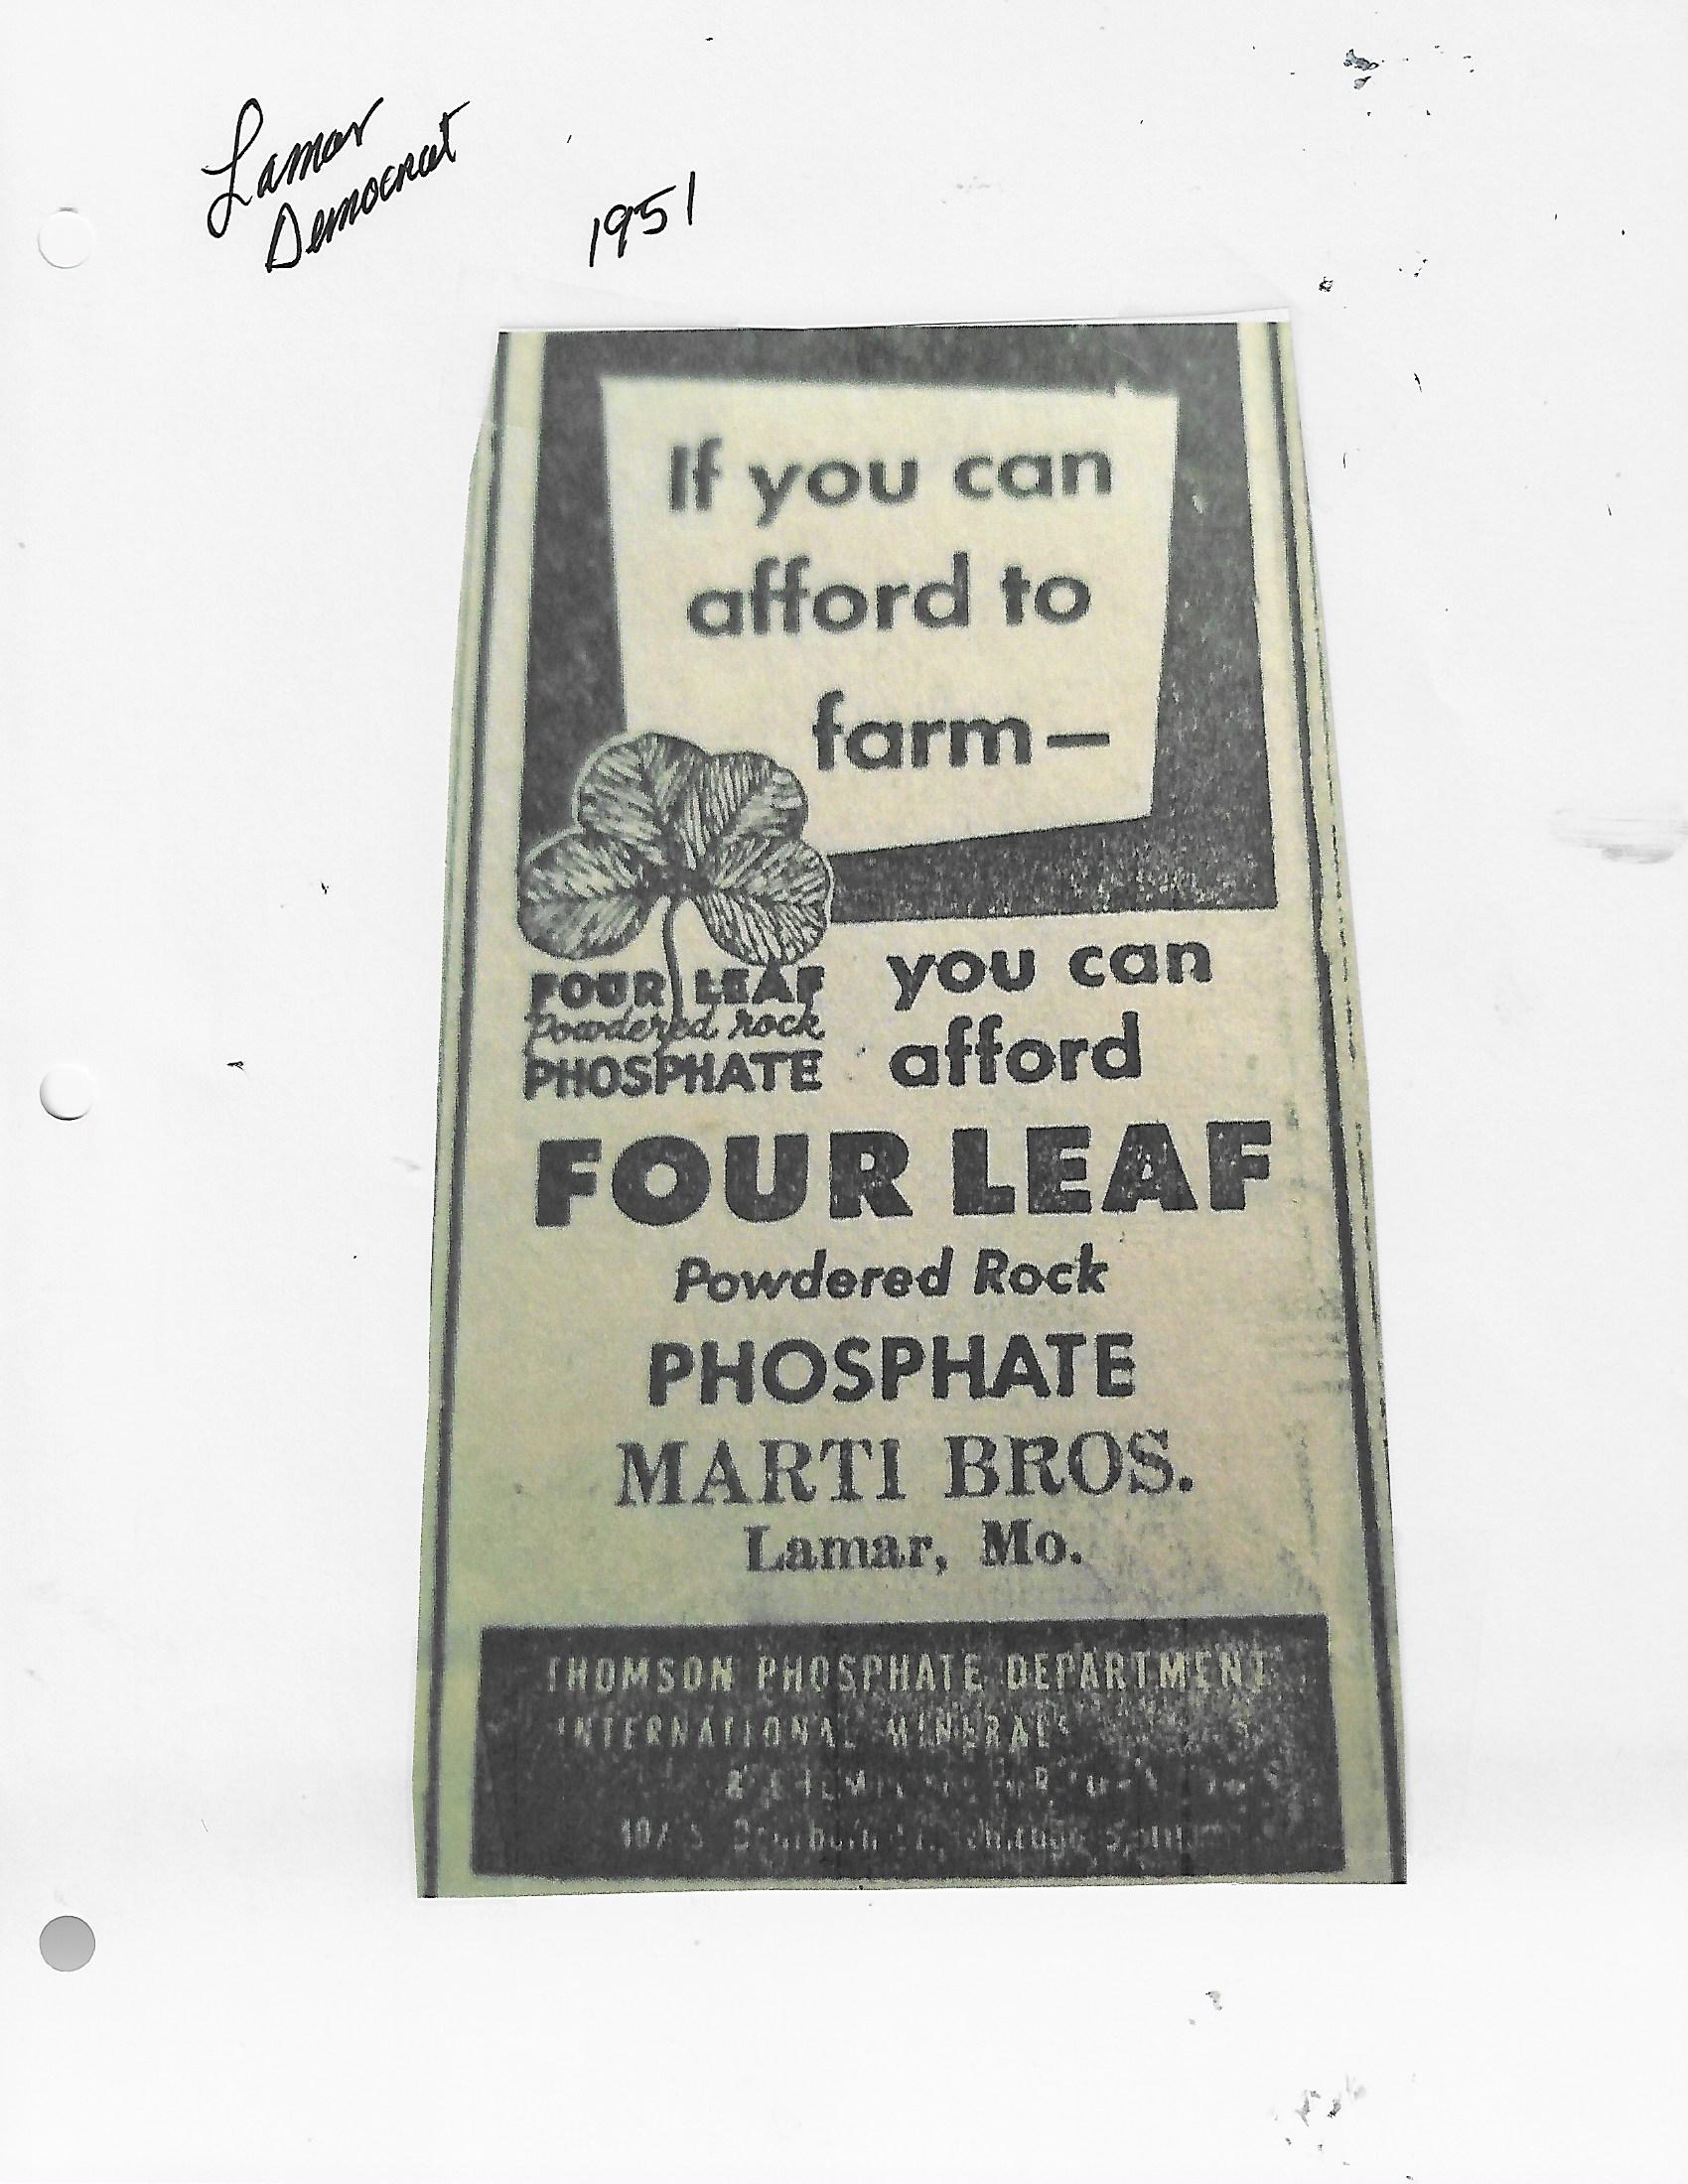 Lamar
Democrat
1951
If you can
afford to
farm—
FOUR LEAF
Powdered rock
PHOSPHATE
you can
afford
FOUR LEAF
Powdered Rock
PHOSPHATE
MARTI BROS.
Lamar, Mo.
THOMSON PHOSPHATE DEPARTMENT
INTERNATIONAL MINERALS
&